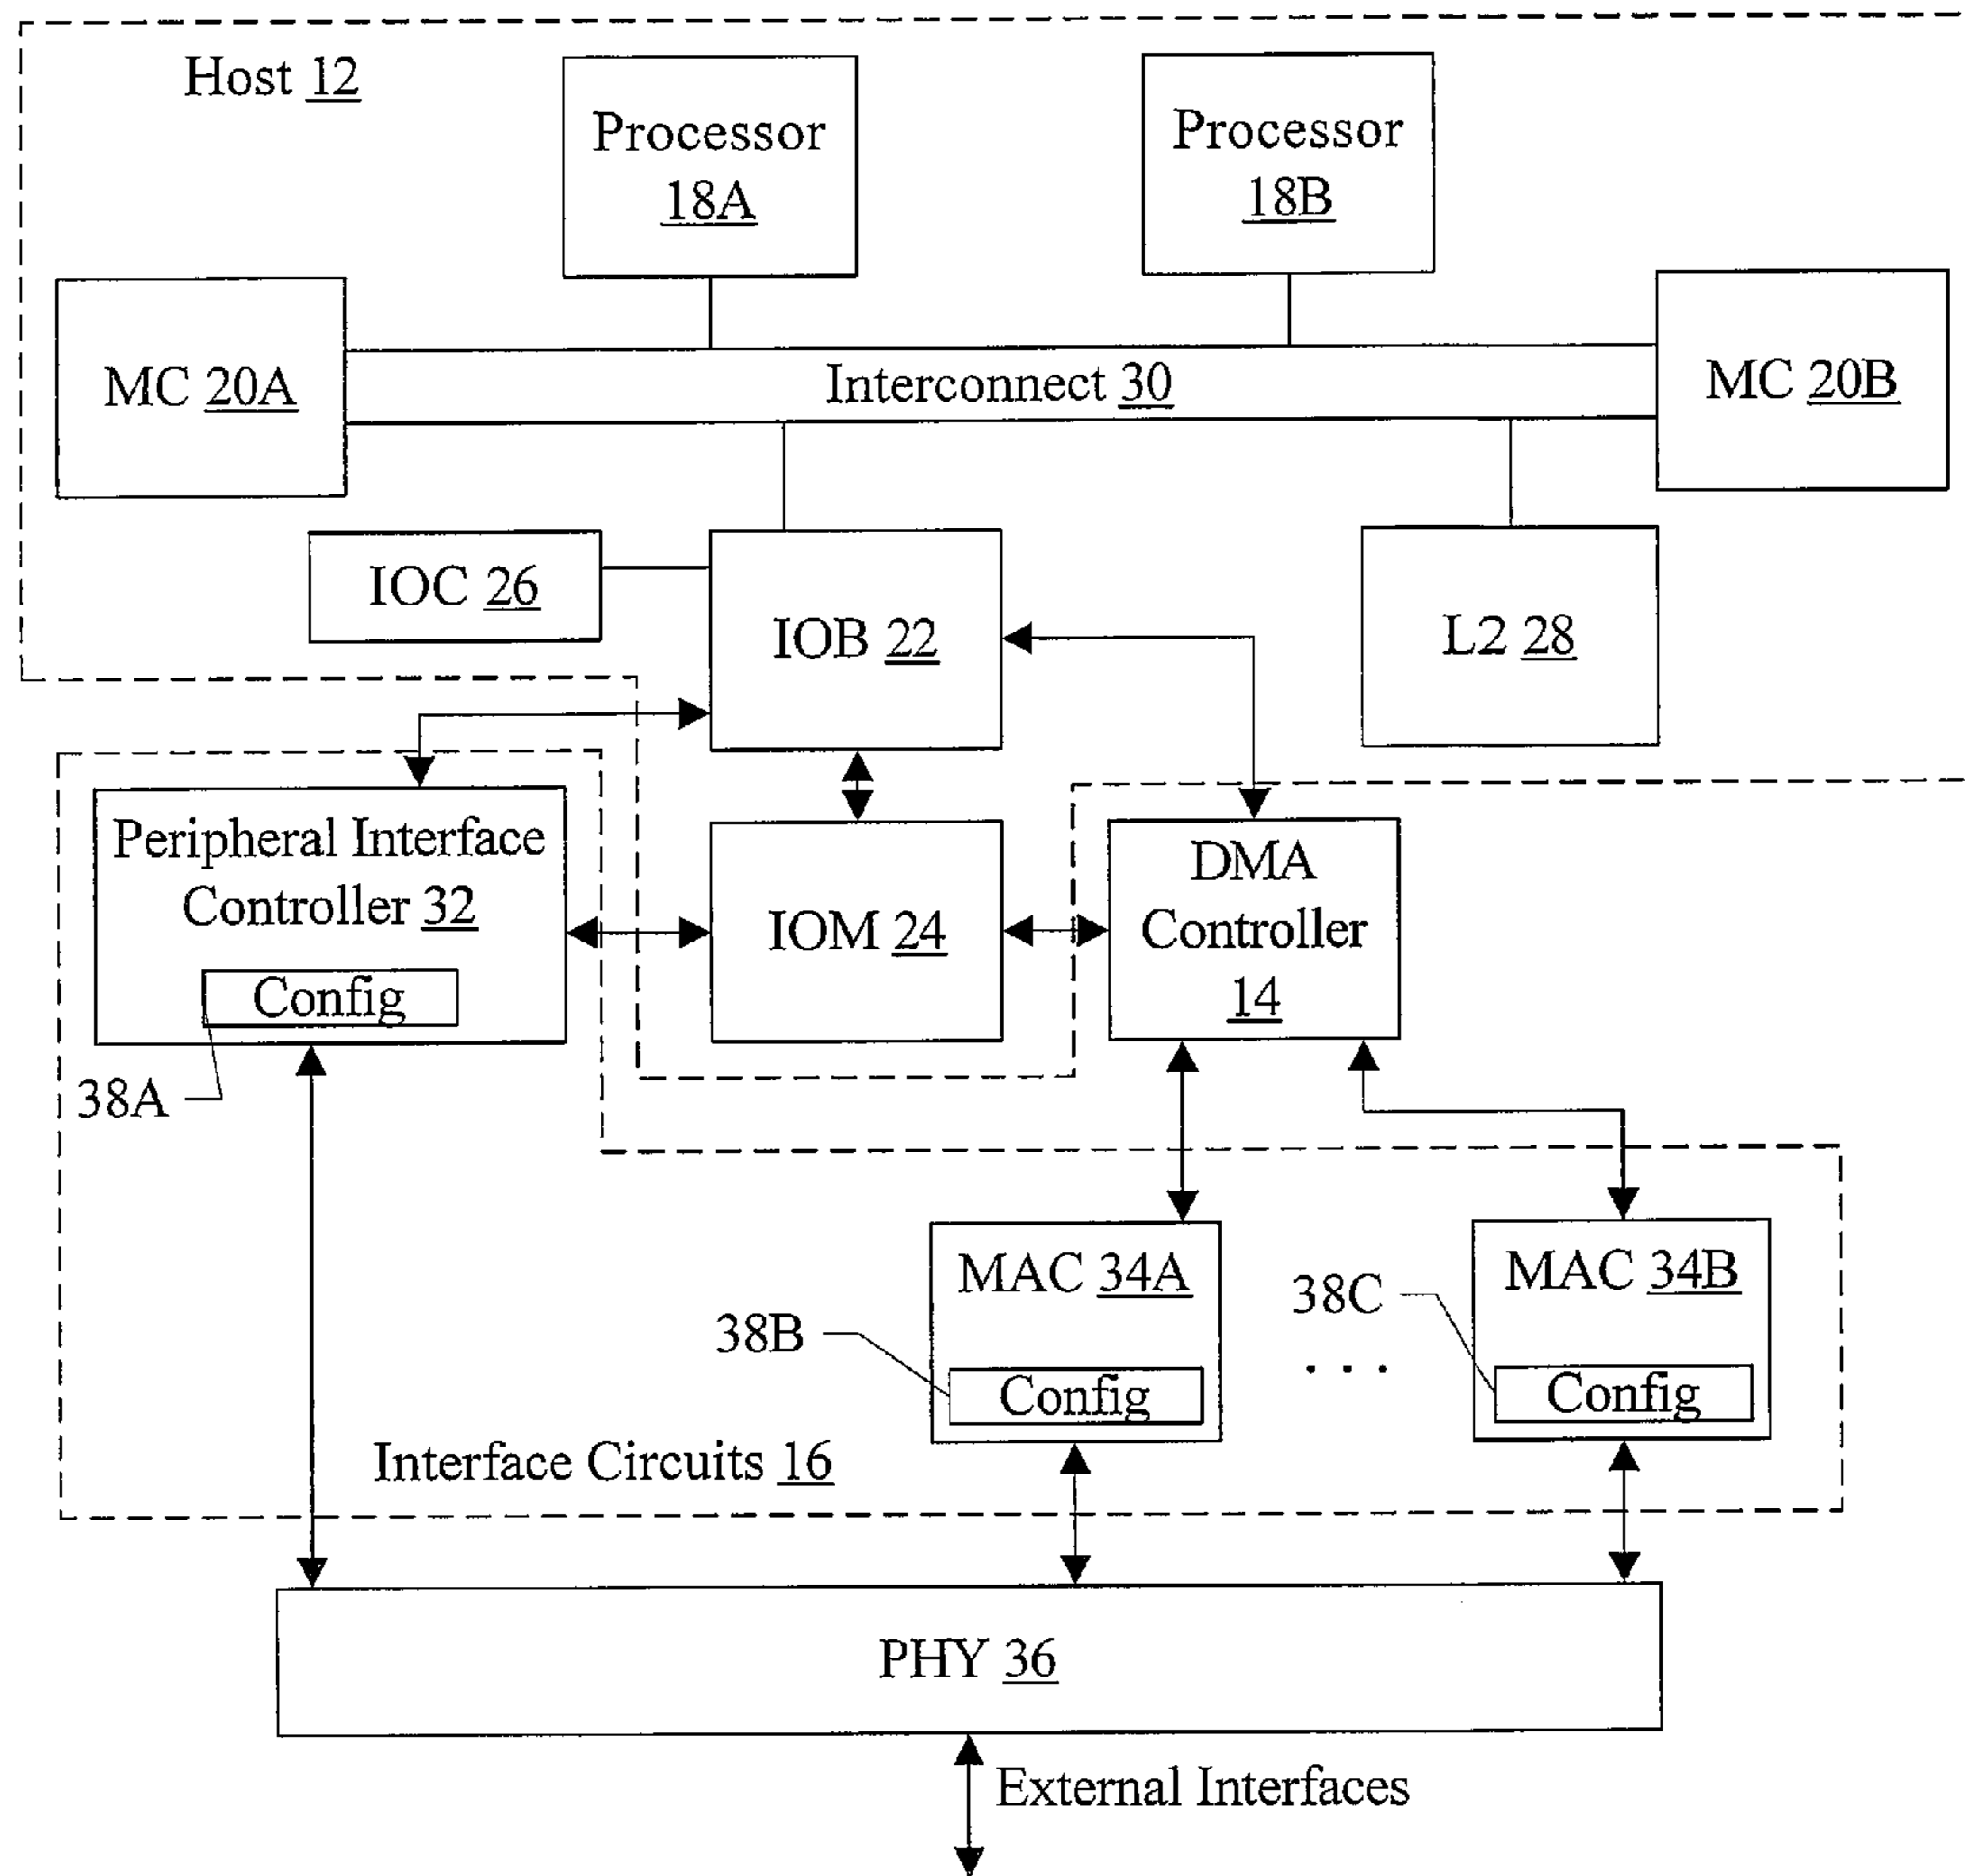 Host 12
Processor
18A
Processor
18B
MC 20A
Interconnect 30
MC 20B
IOC 26
IOB 22
L2 28
Peripheral Interface
Controller 32
Config
38A
IOM 24
DMA
Controller
14
MAC 34A
38B
Config
MAC 34B
38C
. . .
Config
Interface Circuits 16
PHY 36
External Interfaces